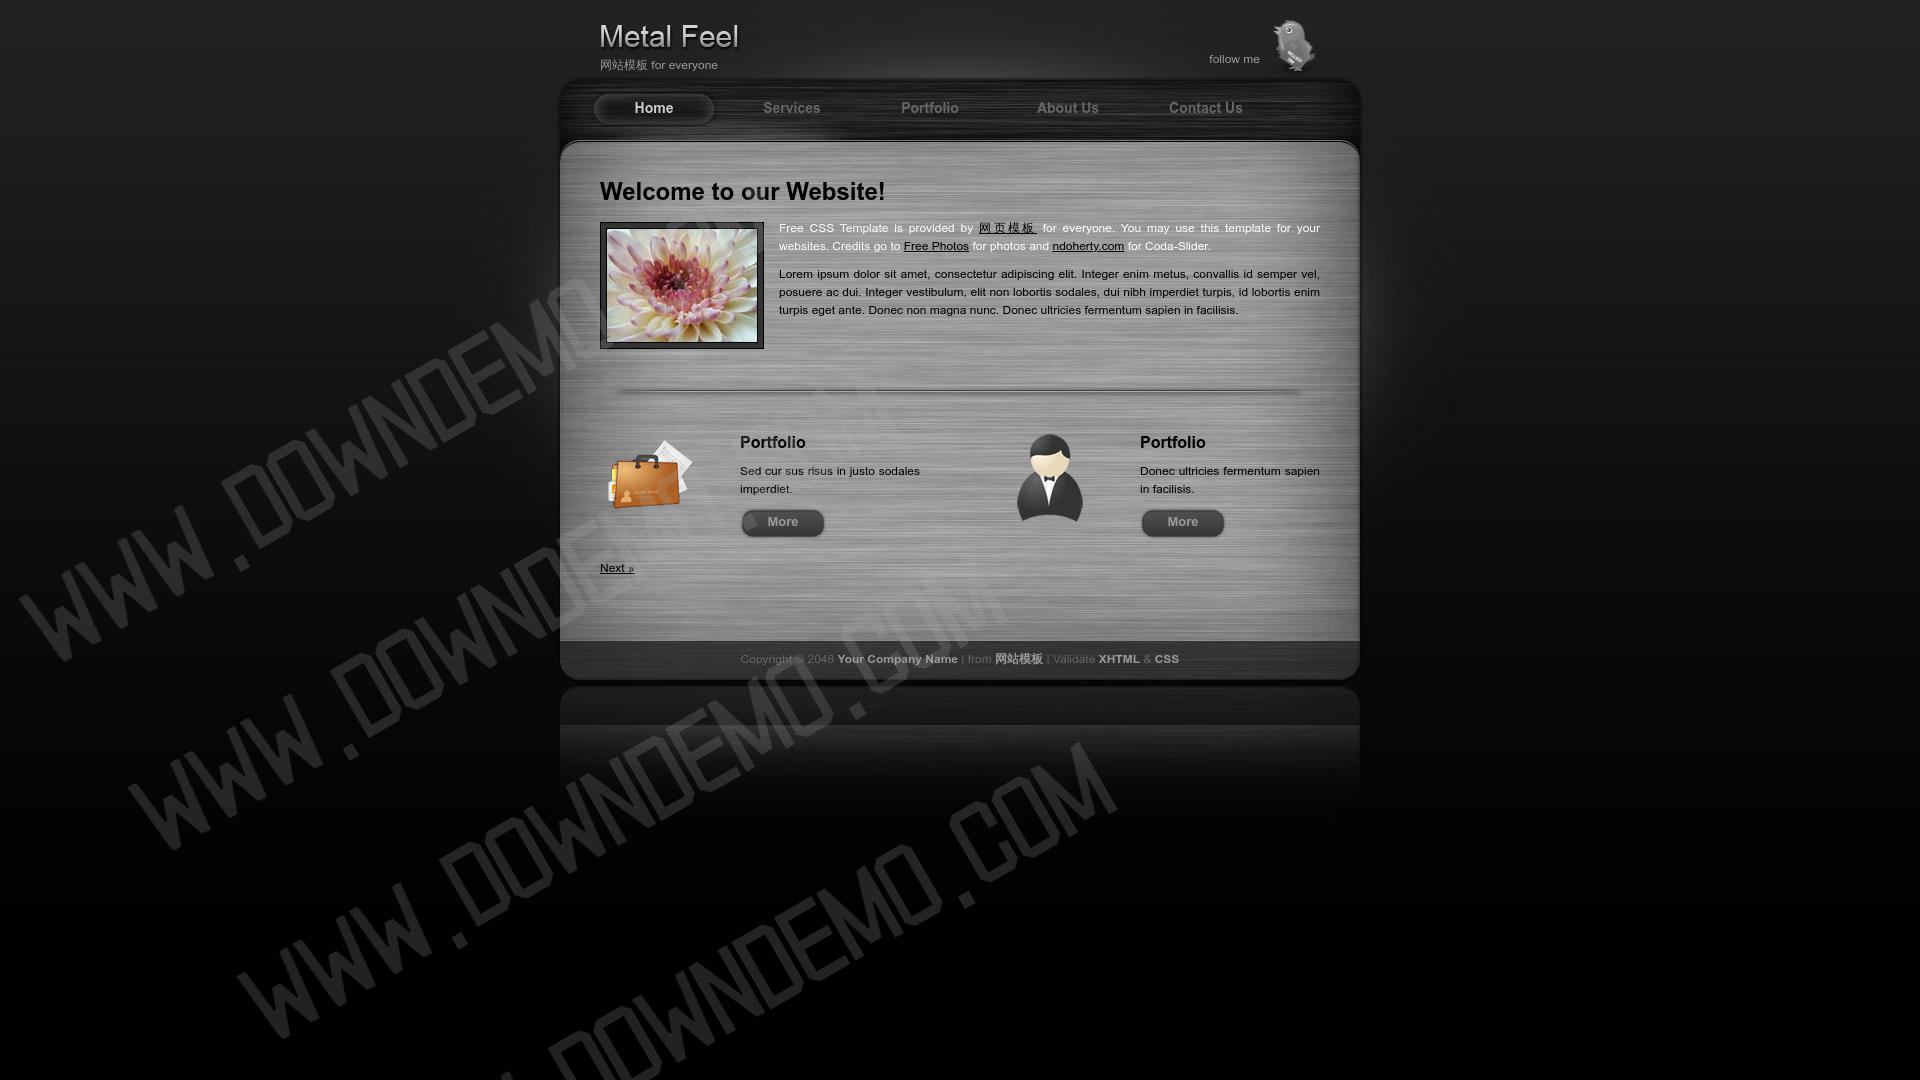 Metal Feel
网站模板 for everyone
follow me
Home
Services
Portfolio
About Us
Contact Us
Welcome to our Website!
Free CSS Template is provided by 网页模板 for everyone. You may use this template for your
websites. Credits go to Free Photos for photos and ndoherty.com for Coda-Slider.
Lorem ipsum dolor sit amet, consectetur adipiscing elit. Integer enim metus, convallis id semper vel,
posuere ac dui. Integer vestibulum, elit non lobortis sodales, dui nibh imperdiet turpis, id lobortis enim
turpis eget ante. Donec non magna nunc. Donec ultricies fermentum sapien in facilisis.
Portfolio
Sed cur sus risus in justo sodales
imperdiet.
More
Portfolio
Donec ultricies fermentum sapien
in facilisis.
More
Next »
Copyright © 2048 Your Company Name | from 网站模板 | Validate XHTML & CSS
WWW.DOWNDEMO.COM
WWW.DOWNDEMO.COM
WWW.DOWNDEMO.COM
DOWNDEMO.COM